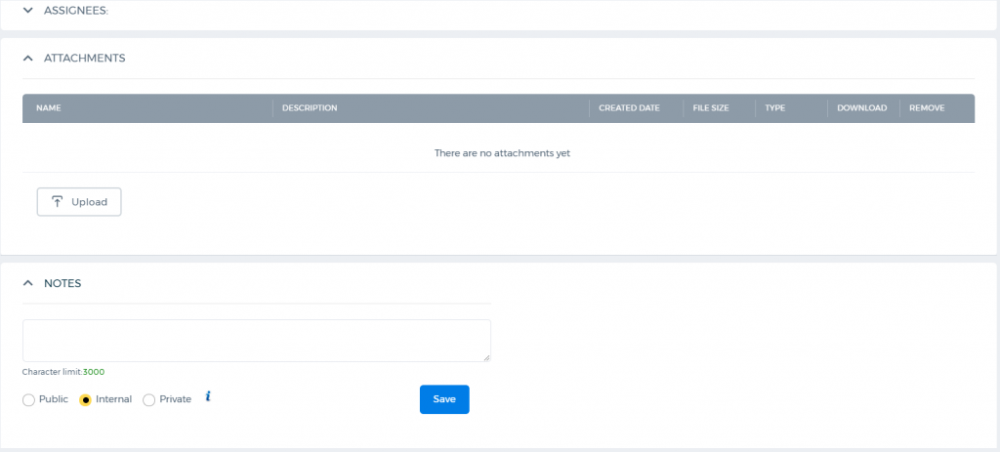 ASSIGNEES:
ATTACHMENTS
NAME DESCRIPTION CREATED DATE FILE SIZE TYPE DOWNLOAD REMOVE
There are no attachments yet
Upload
NOTES
Character limit:3000
Public Internal Private i Save